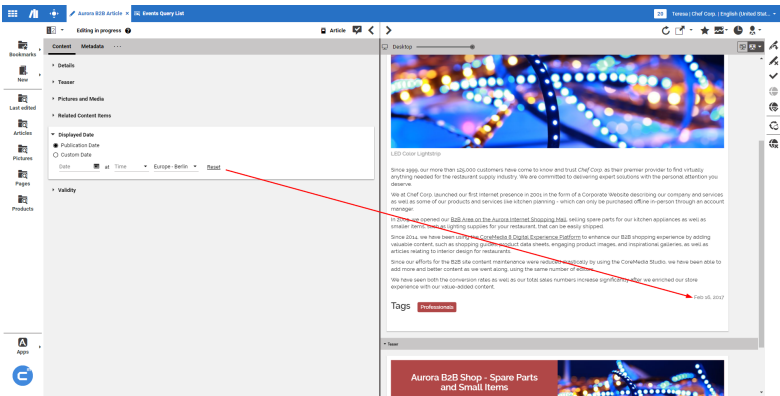 Aurora B2B Article
Events Query List
20 Teresa | Chef Corp. | English (United Stat...
Editing in progress
Article
Bookmarks
New
Last edited
Articles
Pictures
Pages
Products
Apps
Content Metadata ...
Details
Teaser
Pictures and Media
Related Content Items
Displayed Date
Publication Date
Custom Date
Date at Time Europe - Berlin Reset
Validity
Desktop
LED Color Lightstrip
Since 1999, our more than 125,000 customers have come to know and trust Chef Corp. as their premier provider to find virtually
anything needed for the restaurant supply industry. We are committed to delivering expert solutions with the personal attention you
deserve.
We at Chef Corp. launched our first Internet presence in 2001 in the form of a Corporate Website describing our company and services
as well as some of our products and services like kitchen planning - which can only be purchased offline in-person through an account
manager.
In 2009, we opened our B2B Area on the Aurora Internet Shopping Mall, selling spare parts for our kitchen appliances as well as
smaller items, such as lighting supplies for your restaurant, that can be easily shipped.
Since 2014, we have been using the CoreMedia 8 Digital Experience Platform to enhance our B2B shopping experience by adding
valuable content, such as shopping guides, product data sheets, engaging product images, and inspirational galleries, as well as
articles relating to interior design for restaurants.
Since our efforts for the B2B site content maintenance were reduced drastically by using the CoreMedia Studio, we have been able to
add more and better content as we went along, using the same number of editors.
We have seen both the conversion rates as well as our total sales numbers increase significantly after we enriched our store
experience with our value-added content.
Feb 16, 2017
Tags Professionals
Teaser
Aurora B2B Shop - Spare Parts
and Small Items